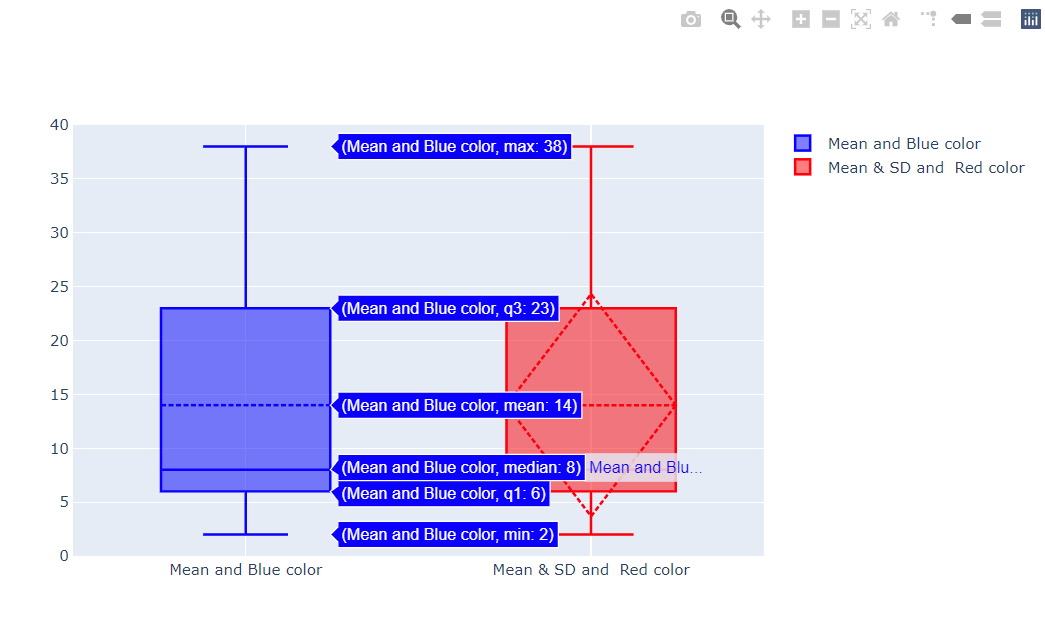 40
(Mean and Blue color, max: 38)
Mean and Blue color
Mean & SD and  Red color
35
30
25
(Mean and Blue color, q3: 23)
20
15
(Mean and Blue color, mean: 14)
10
(Mean and Blue color, median: 8) Mean and Blu...
(Mean and Blue color, q1: 6)
5
(Mean and Blue color, min: 2)
0
Mean and Blue color
Mean & SD and  Red color